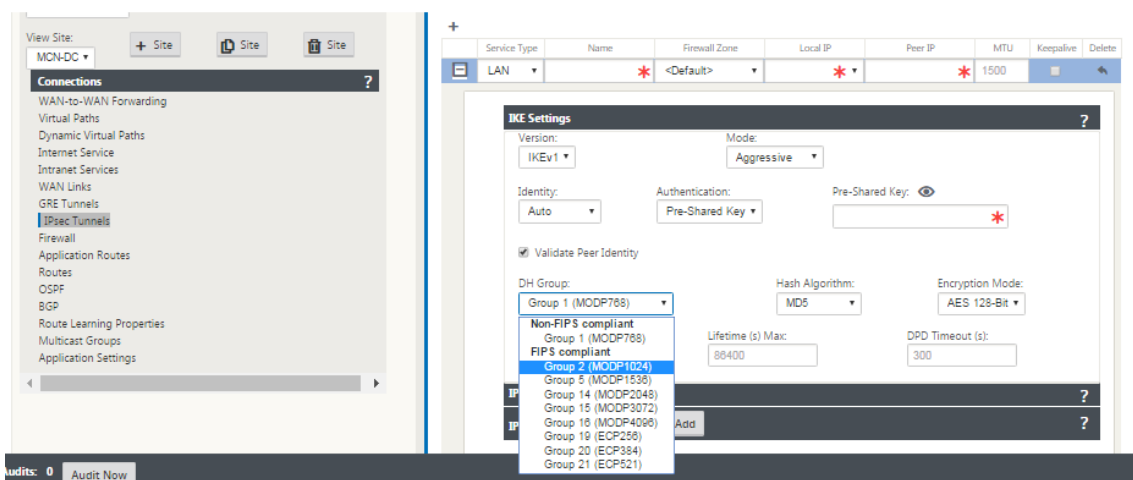 View Site:
MCN-DC
+ Site
Site
Site
Connections ?
WAN-to-WAN Forwarding
Virtual Paths
Dynamic Virtual Paths
Internet Service
Intranet Services
WAN Links
GRE Tunnels
IPsec Tunnels
Firewall
Application Routes
Routes
OSPF
BGP
Route Learning Properties
Multicast Groups
Application Settings
+
Service Type Name Firewall Zone Local IP Peer IP MTU Keepalive Delete
LAN * <Default> * * 1500
IKE Settings ?
Version: Mode:
IKEv1 Aggressive
Identity: Authentication: Pre-Shared Key:
Auto Pre-Shared Key *
Validate Peer Identity
DH Group: Hash Algorithm: Encryption Mode:
Group 1 (MODP768) MD5 AES 128-Bit
Non-FIPS compliant
Group 1 (MODP768)
FIPS compliant
Group 2 (MODP1024)
Group 5 (MODP1536)
Group 14 (MODP2048)
Group 15 (MODP3072)
Group 16 (MODP4096)
Group 19 (ECP256)
Group 20 (ECP384)
Group 21 (ECP521)
Lifetime (s) Max: DPD Timeout (s):
86400 300
IP ?
IP Add ?
Audits: 0 Audit Now